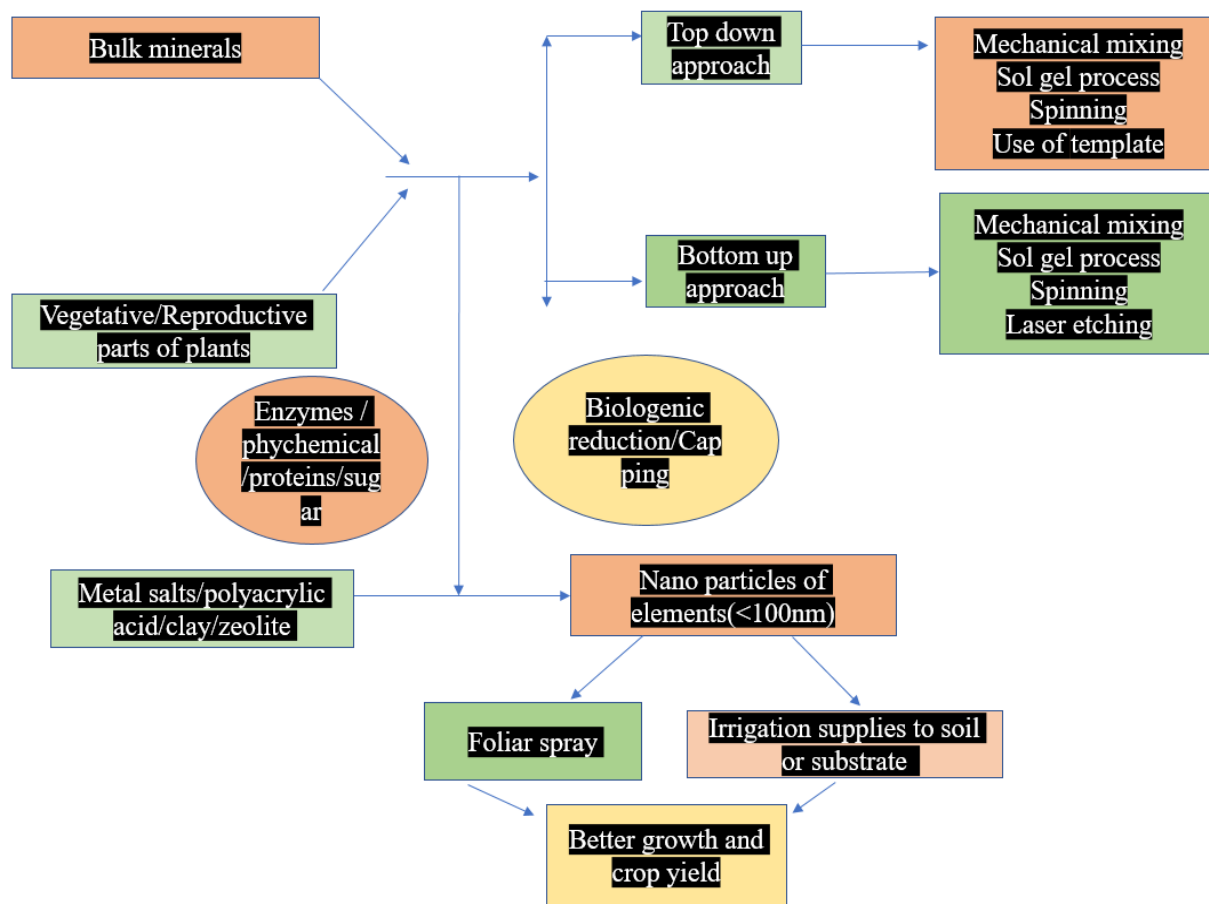 Bulk minerals
Top down
approach
Mechanical mixing
Sol gel process
Spinning
Use of template
Vegetative/Reproductive
parts of plants
Bottom up
approach
Mechanical mixing
Sol gel process
Spinning
Laser etching
Enzymes /
phychemical
/proteins/sug
ar
Biologenic
reduction/Cap
ping
Metal salts/polyacrylic
acid/clay/zeolite
Nano particles of
elements(<100nm)
Foliar spray
Irrigation supplies to soil
or substrate
Better growth and
crop yield